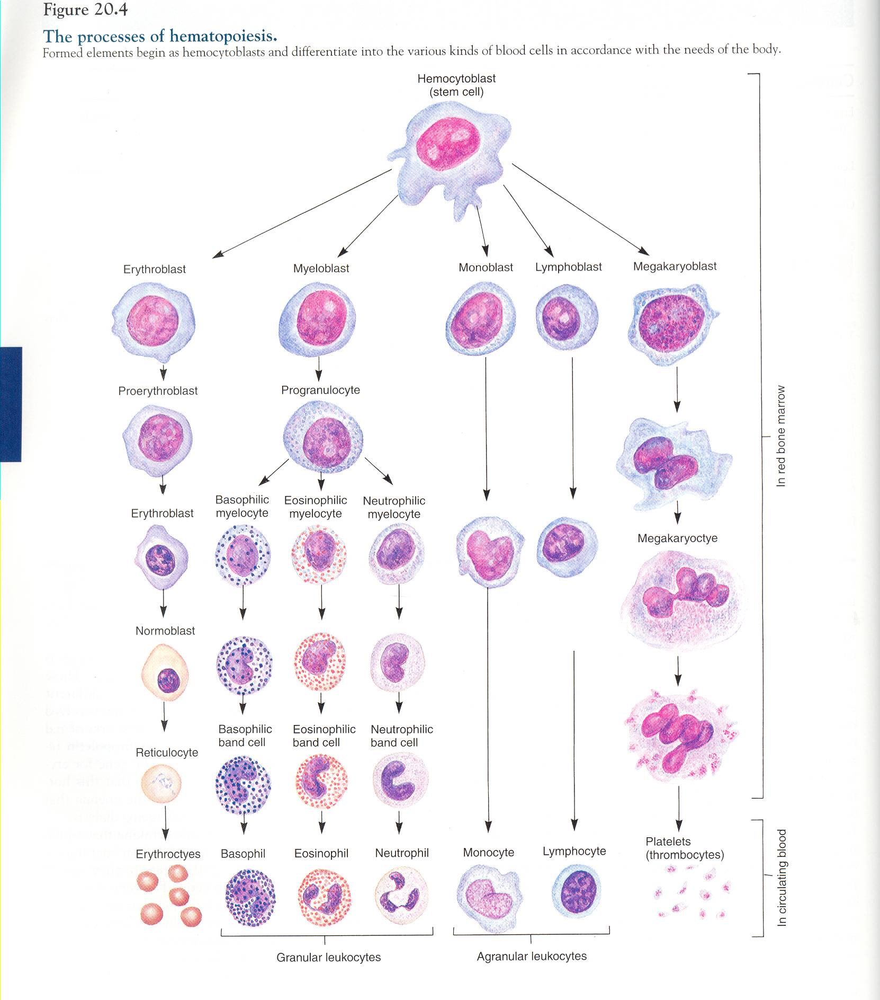 Figure 20.4
The processes of hematopoiesis.
Formed elements begin as hemocytoblasts and differentiate into the various kinds of blood cells in accordance with the needs of the body.
Hemocytoblast
(stem cell)
Erythroblast
Myeloblast
Monoblast
Lymphoblast
Megakaryoblast
Proerythroblast
Progranulocyte
In red bone marrow
Erythroblast
Basophilic
myelocyte
Eosinophilic
myelocyte
Neutrophilic
myelocyte
Megakaryoctye
Normoblast
Basophilic
band cell
Eosinophilic
band cell
Neutrophilic
band cell
Reticulocyte
Erythroctyes
Basophil
Eosinophil
Neutrophil
Monocyte
Lymphocyte
Platelets
(thrombocytes)
In circulating blood
Granular leukocytes
Agranular leukocytes